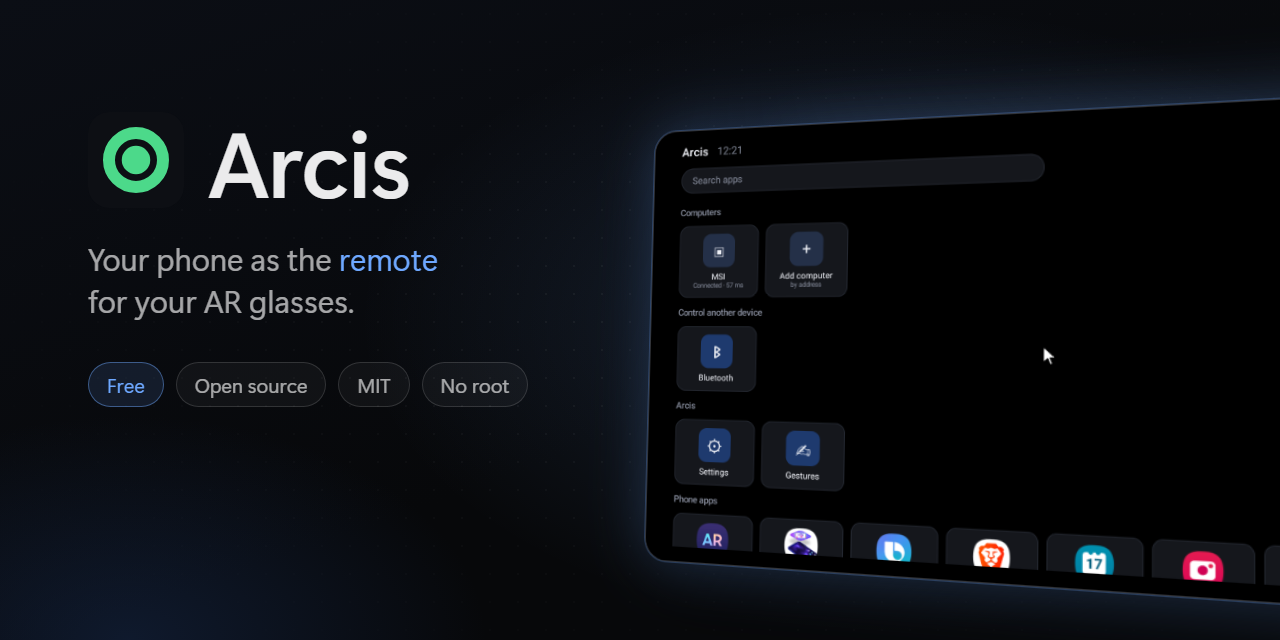 Arcis
Your phone as the remote
for your AR glasses.
Free
Open source
MIT
No root
Arcis 12:21
Search apps
Computers
MSI
Connected · 57 ms
+
Add computer
by address
Control another device
Bluetooth
Arcis
Settings
Gestures
Phone apps
AR
17